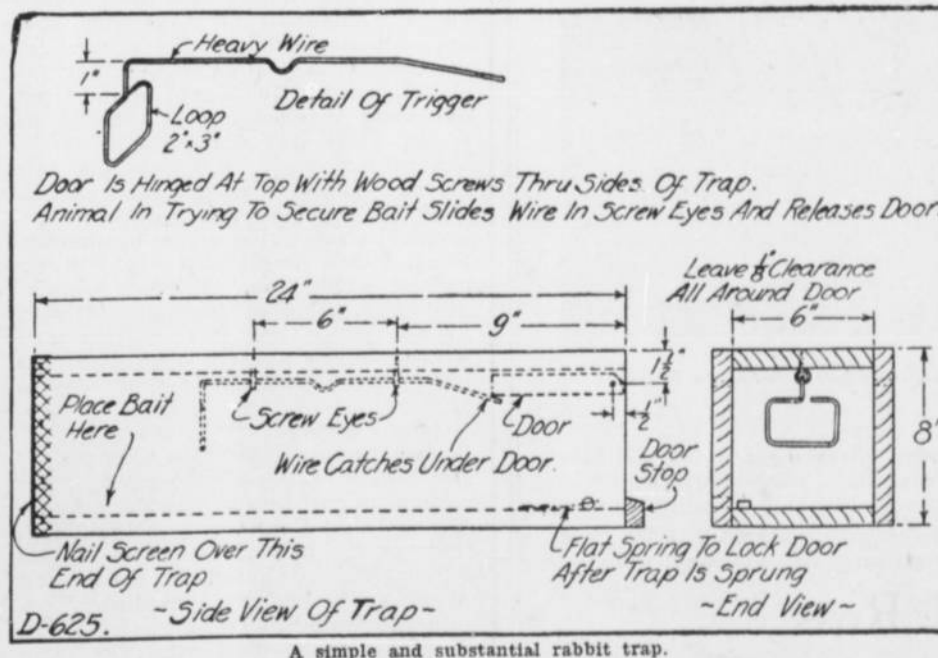 Heavy Wire
1"
Loop
2"x3"
Detail Of Trigger
Door Is Hinged At Top With Wood Screws Thru Sides Of Trap.
Animal In Trying To Secure Bait Slides Wire In Screw Eyes And Releases Door.
24"
6"
9"
Leave 1/8" Clearance
All Around Door
6"
1 1/2"
Place Bait
Here
Screw Eyes
Door
1/2"
Wire Catches Under Door.
Door
Stop
8"
Nail Screen Over This
End Of Trap
Flat Spring To Lock Door
After Trap Is Sprung
D-625.
~Side View Of Trap~
~End View~
A simple and substantial rabbit trap.